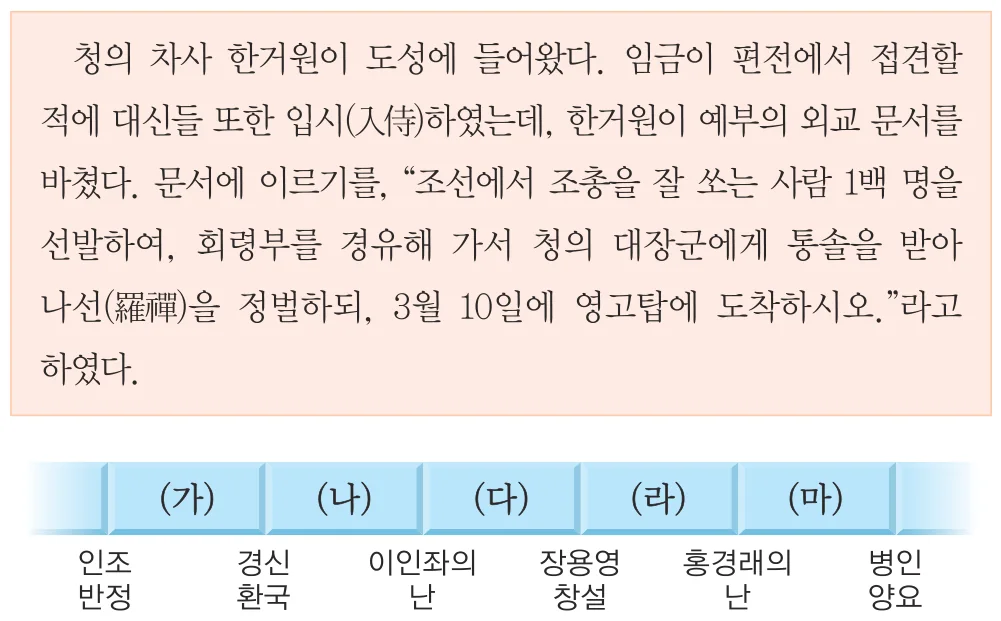 청의 차사 한거원이 도성에 들어왔다. 임금이 편전에서 접견할
적에 대신들 또한 입시(入侍)하였는데, 한거원이 예부의 외교 문서를
바쳤다. 문서에 이르기를, “조선에서 조총을 잘 쏘는 사람 1백 명을
선발하여, 회령부를 경유해 가서 청의 대장군에게 통솔을 받아
나선(羅禪)을 정벌하되, 3월 10일에 영고탑에 도착하시오.”라고
하였다.
(가) (나) (다) (라) (마)
인조 경신 이인좌의 장용영 홍경래의 병인
반정 환국 난 창설 난 양요